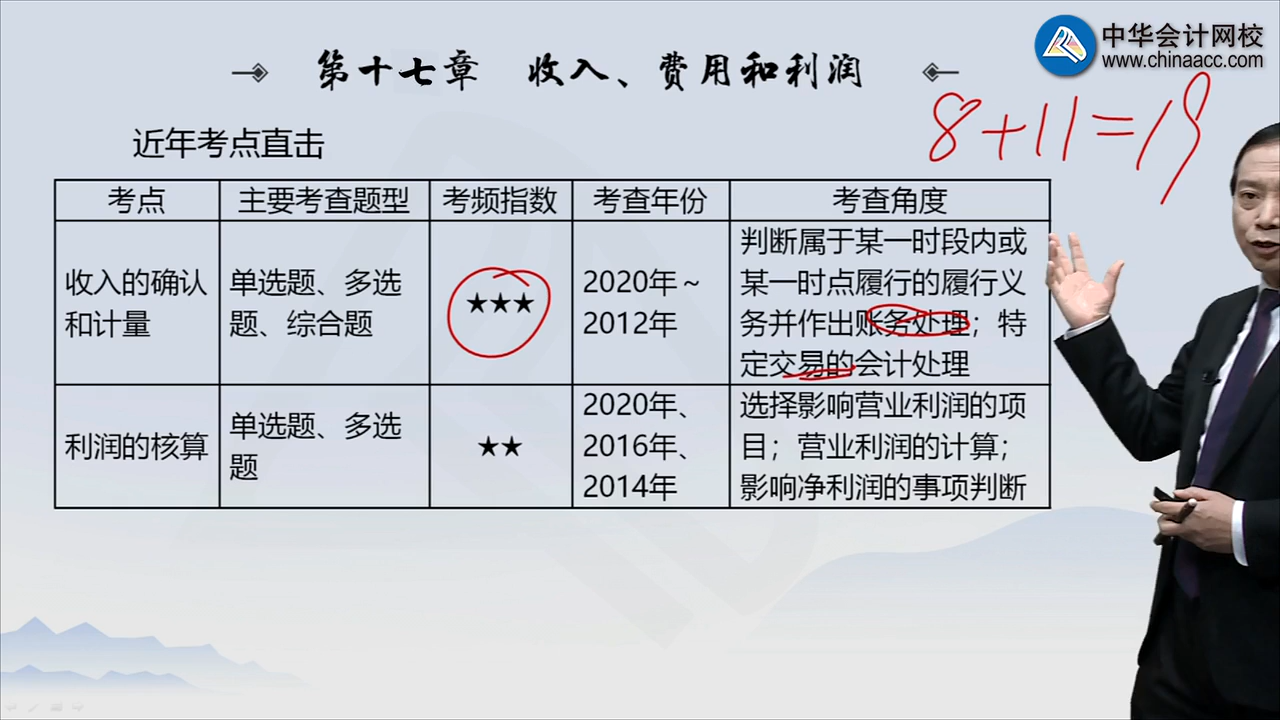 中华会计网校
www.chinaacc.com
第十七章 收入、费用和利润
8+11=19
近年考点直击
考点 主要考查题型 考频指数 考查年份 考查角度
收入的确认
和计量
单选题、多选
题、综合题
★★★
2020年~
2012年
判断属于某一时段内或
某一时点履行的履行义
务并作出账务处理；特
定交易的会计处理
利润的核算
单选题、多选
题
★★
2020年、
2016年、
2014年
选择影响营业利润的项
目；营业利润的计算；
影响净利润的事项判断